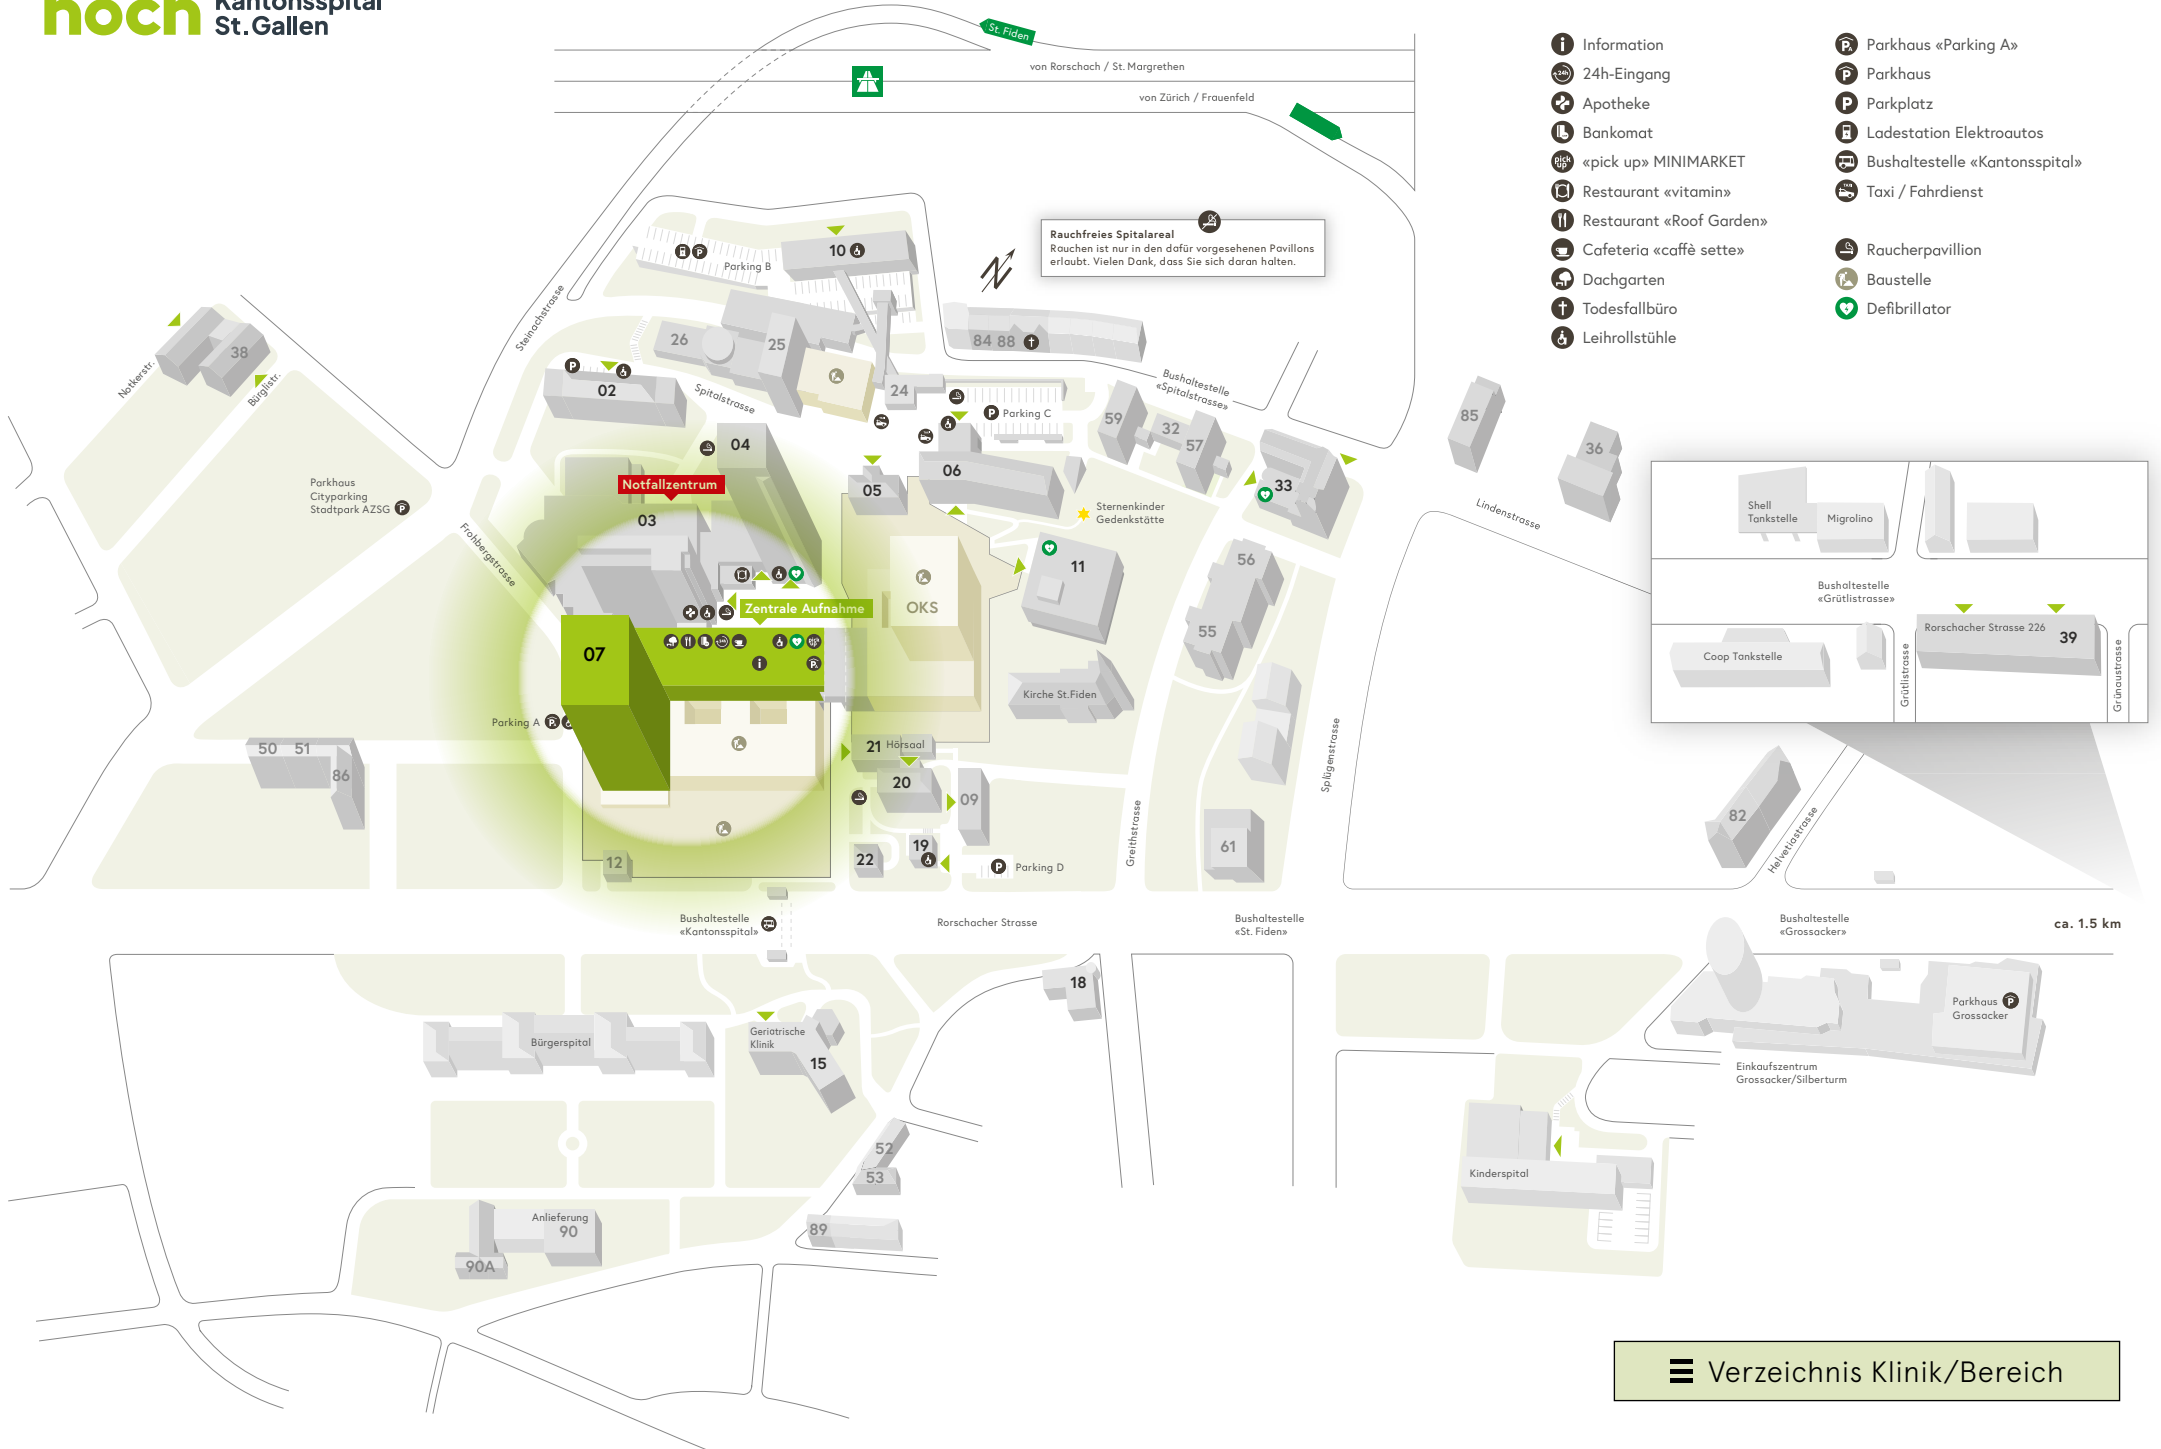 hoch Kantonsspital
St.Gallen
St. Fiden
von Rorschach / St. Margrethen
von Zürich / Frauenfeld
Information
24h-Eingang
Apotheke
Bankomat
«pick up» MINIMARKET
Restaurant «vitamin»
Restaurant «Roof Garden»
Cafeteria «caffè sette»
Dachgarten
Todesfallbüro
Leihrollstühle
Parkhaus «Parking A»
Parkhaus
Parkplatz
Ladestation Elektroautos
Bushaltestelle «Kantonsspital»
Taxi / Fahrdienst
Raucherpavillion
Baustelle
Defibrillator
Rauchfreies Spitalareal
Rauchen ist nur in den dafür vorgesehenen Pavillons
erlaubt. Vielen Dank, dass Sie sich daran halten.
N
10
Parking B
Steinachstrasse
26
25
84 88
38
Notkerstr.
Bürglistr.
02
Spitalstrasse
24
Bushaltestelle
«Spitalstrasse»
Parking C
59
32
57
85
36
04
06
05
33
Parkhaus
Cityparking
Stadtpark AZSG
Notfallzentrum
03
Sternenkinder
Gedenkstätte
Lindenstrasse
Frohbergstrasse
11
56
OKS
55
Zentrale Aufnahme
07
Kirche St.Fiden
Shell
Tankstelle
Migrolino
Bushaltestelle
«Grütlistrasse»
Rorschacher Strasse 226
39
Coop Tankstelle
Grütlistrasse
Grünaustrasse
Parking A
50 51
86
21 Hörsaal
20
09
Splügenstrasse
Greithstrasse
82
Helvetiastrasse
12
22
19
Parking D
61
Bushaltestelle
«Kantonsspital»
Rorschacher Strasse
Bushaltestelle
«St. Fiden»
Bushaltestelle
«Grossacker»
ca. 1.5 km
18
Parkhaus
Grossacker
Bürgerspital
Geriatrische
Klinik
15
Einkaufszentrum
Grossacker/Silberturm
52
53
Kinderspital
Anlieferung
90
89
90A
Verzeichnis Klinik/Bereich